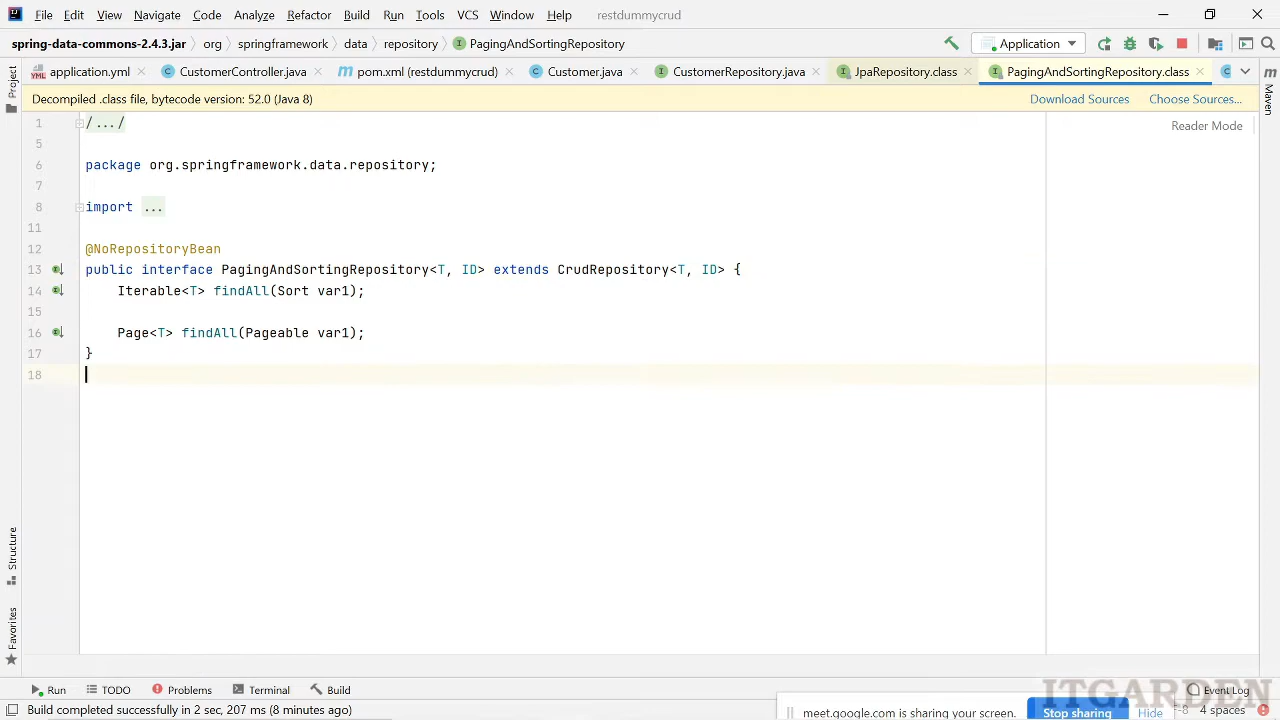 File Edit View Navigate Code Analyze Refactor Build Run Tools VCS Window Help restdummycrud
spring-data-commons-2.4.3.jar org springframework data repository PagingAndSortingRepository Application
application.yml CustomerController.java pom.xml (restdummycrud) Customer.java CustomerRepository.java JpaRepository.class PagingAndSortingRepository.class
Decompiled .class file, bytecode version: 52.0 (Java 8) Download Sources Choose Sources...
Reader Mode
1 /.../
5
6 package org.springframework.data.repository;
7
8 import ...
11
12 @NoRepositoryBean
13 public interface PagingAndSortingRepository<T, ID> extends CrudRepository<T, ID> {
14 Iterable<T> findAll(Sort var1);
15
16 Page<T> findAll(Pageable var1);
17 }
18
Project
Structure
Favorites
Maven
Run TODO Problems Terminal Build Event Log
Build completed successfully in 2 sec, 207 ms (8 minutes ago) meet.google.com is sharing your screen. Stop sharing Hide 4 spaces
ITGARDEN